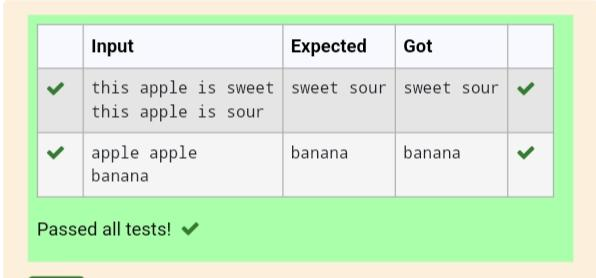 Input Expected Got
this apple is sweet sweet sour sweet sour
this apple is sour
apple apple banana banana
banana
Passed all tests!